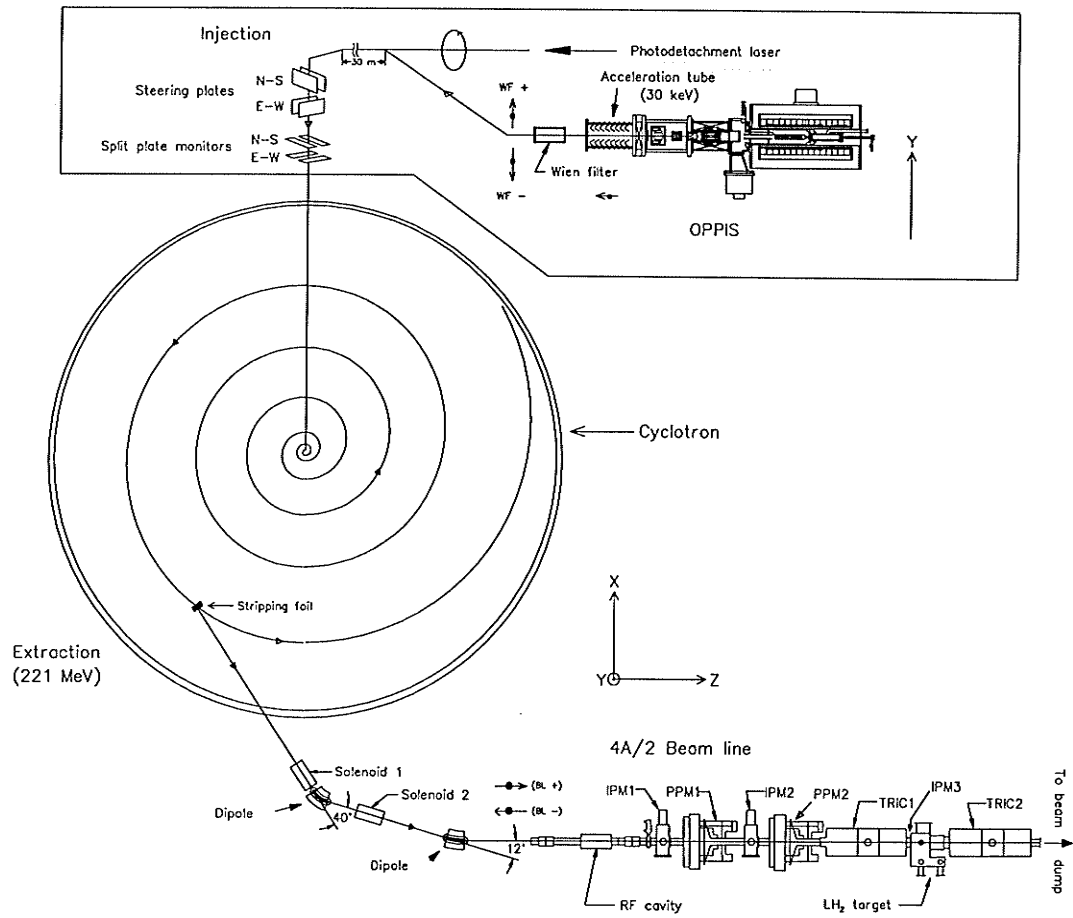 Injection
Photodetachment laser
30 m
Acceleration tube
(30 keV)
N-S
Steering plates
E-W
WF +
N-S
Split plate monitors
E-W
Wien filter
WF -
Y
OPPIS
Cyclotron
Stripping foil
X
Extraction
(221 MeV)
Y
Z
4A/2 Beam line
Solenoid 1
Solenoid 2
(BL +)
(BL -)
IPM1
PPM1
IPM2
PPM2
TRIC1
IPM3
TRIC2
To beam
dump
Dipole
40°
12°
Dipole
RF cavity
LH₂ target